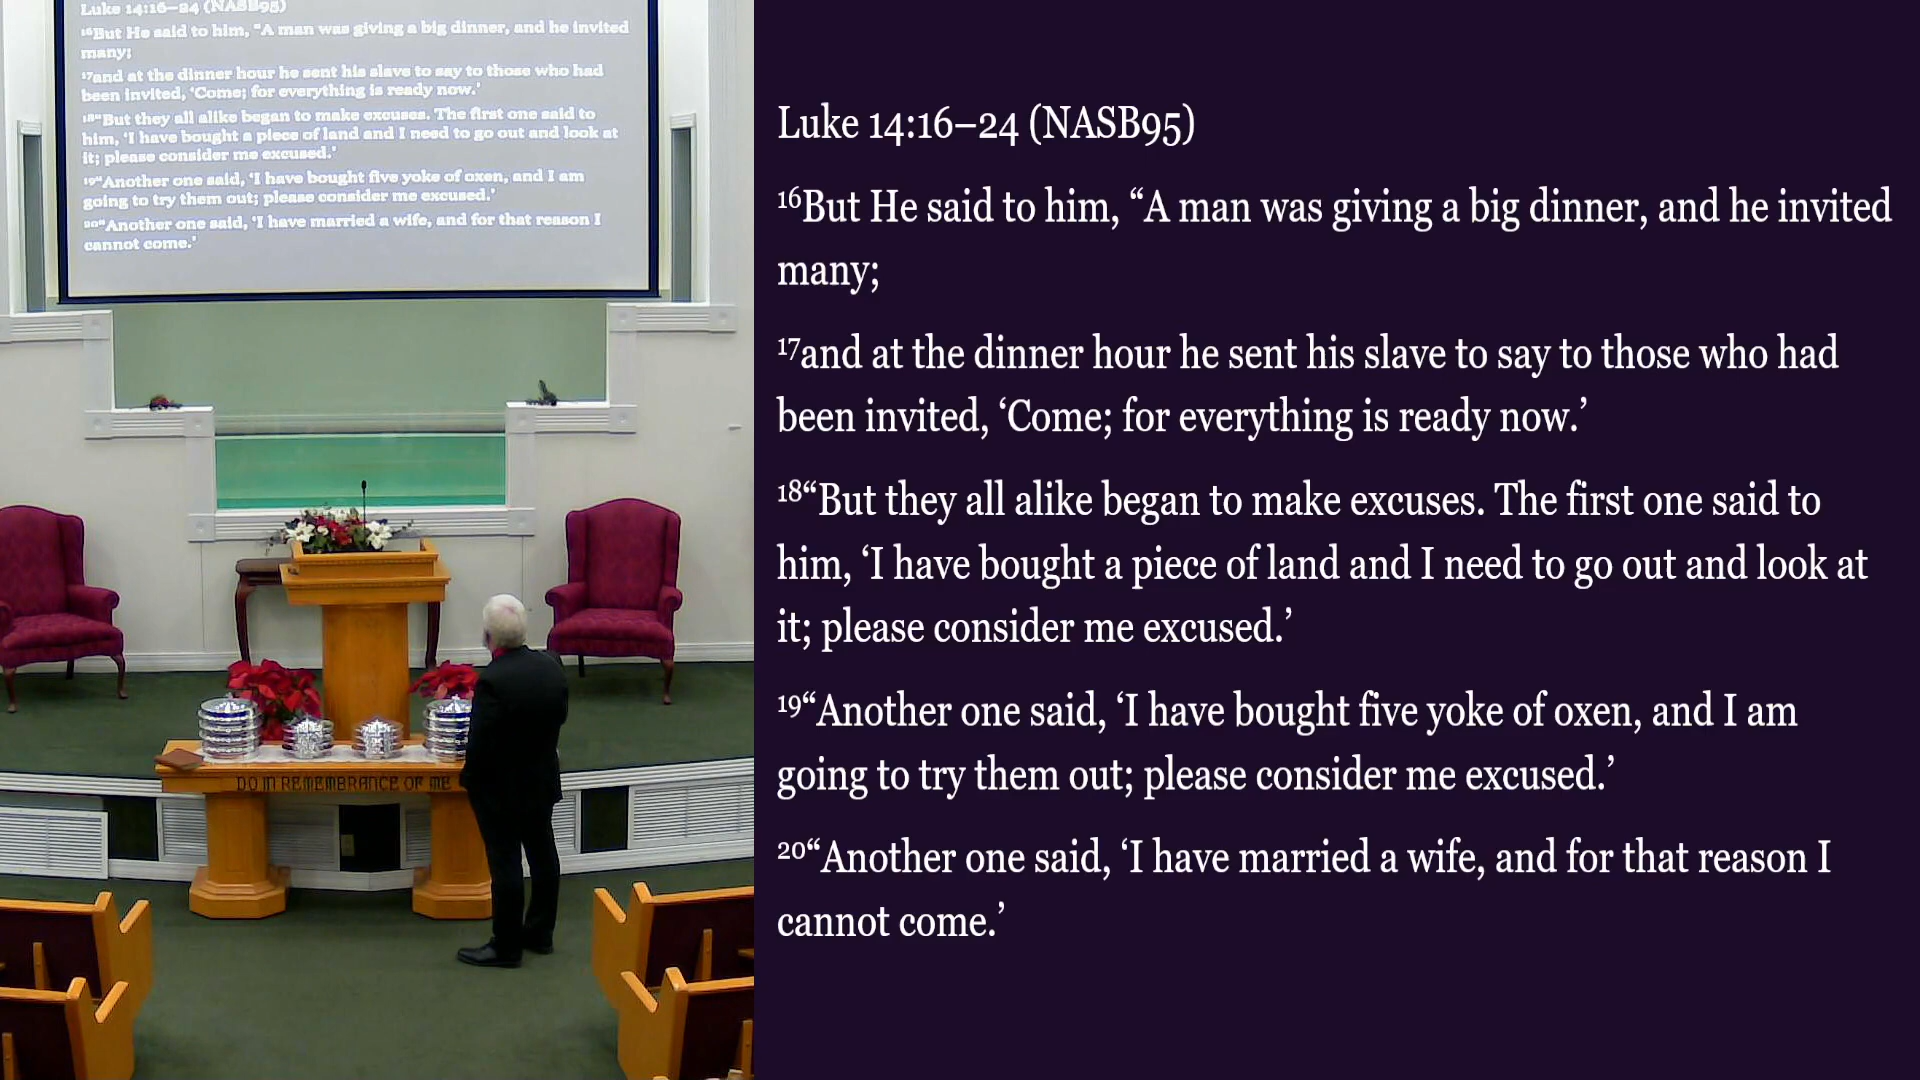 Luke 14:16–24 (NASB95)
16But He said to him, “A man was giving a big dinner, and he invited
many;
17and at the dinner hour he sent his slave to say to those who had
been invited, ‘Come; for everything is ready now.’
18“But they all alike began to make excuses. The first one said to
him, ‘I have bought a piece of land and I need to go out and look at
it; please consider me excused.’
19“Another one said, ‘I have bought five yoke of oxen, and I am
going to try them out; please consider me excused.’
20“Another one said, ‘I have married a wife, and for that reason I
cannot come.’
DO IN REMEMBRANCE OF ME
Luke 14:16–24 (NASB95)
16But He said to him, “A man was giving a big dinner, and he invited
many;
17and at the dinner hour he sent his slave to say to those who had
been invited, ‘Come; for everything is ready now.’
18“But they all alike began to make excuses. The first one said to
him, ‘I have bought a piece of land and I need to go out and look at
it; please consider me excused.’
19“Another one said, ‘I have bought five yoke of oxen, and I am
going to try them out; please consider me excused.’
20“Another one said, ‘I have married a wife, and for that reason I
cannot come.’